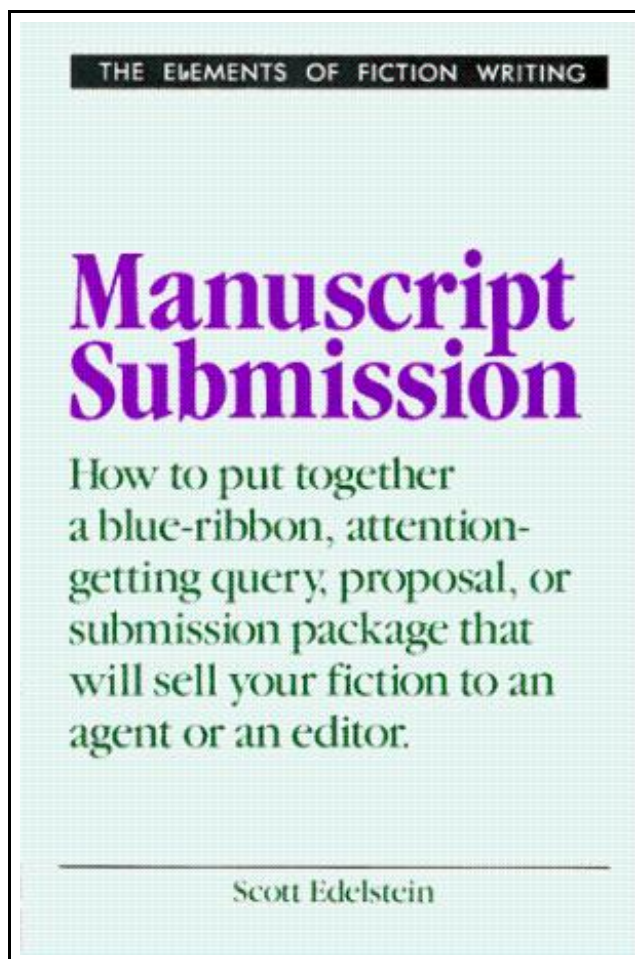 THE ELEMENTS OF FICTION WRITING
Manuscript
Submission
How to put together
a blue-ribbon, attention-
getting query, proposal, or
submission package that
will sell your fiction to an
agent or an editor.
Scott Edelstein